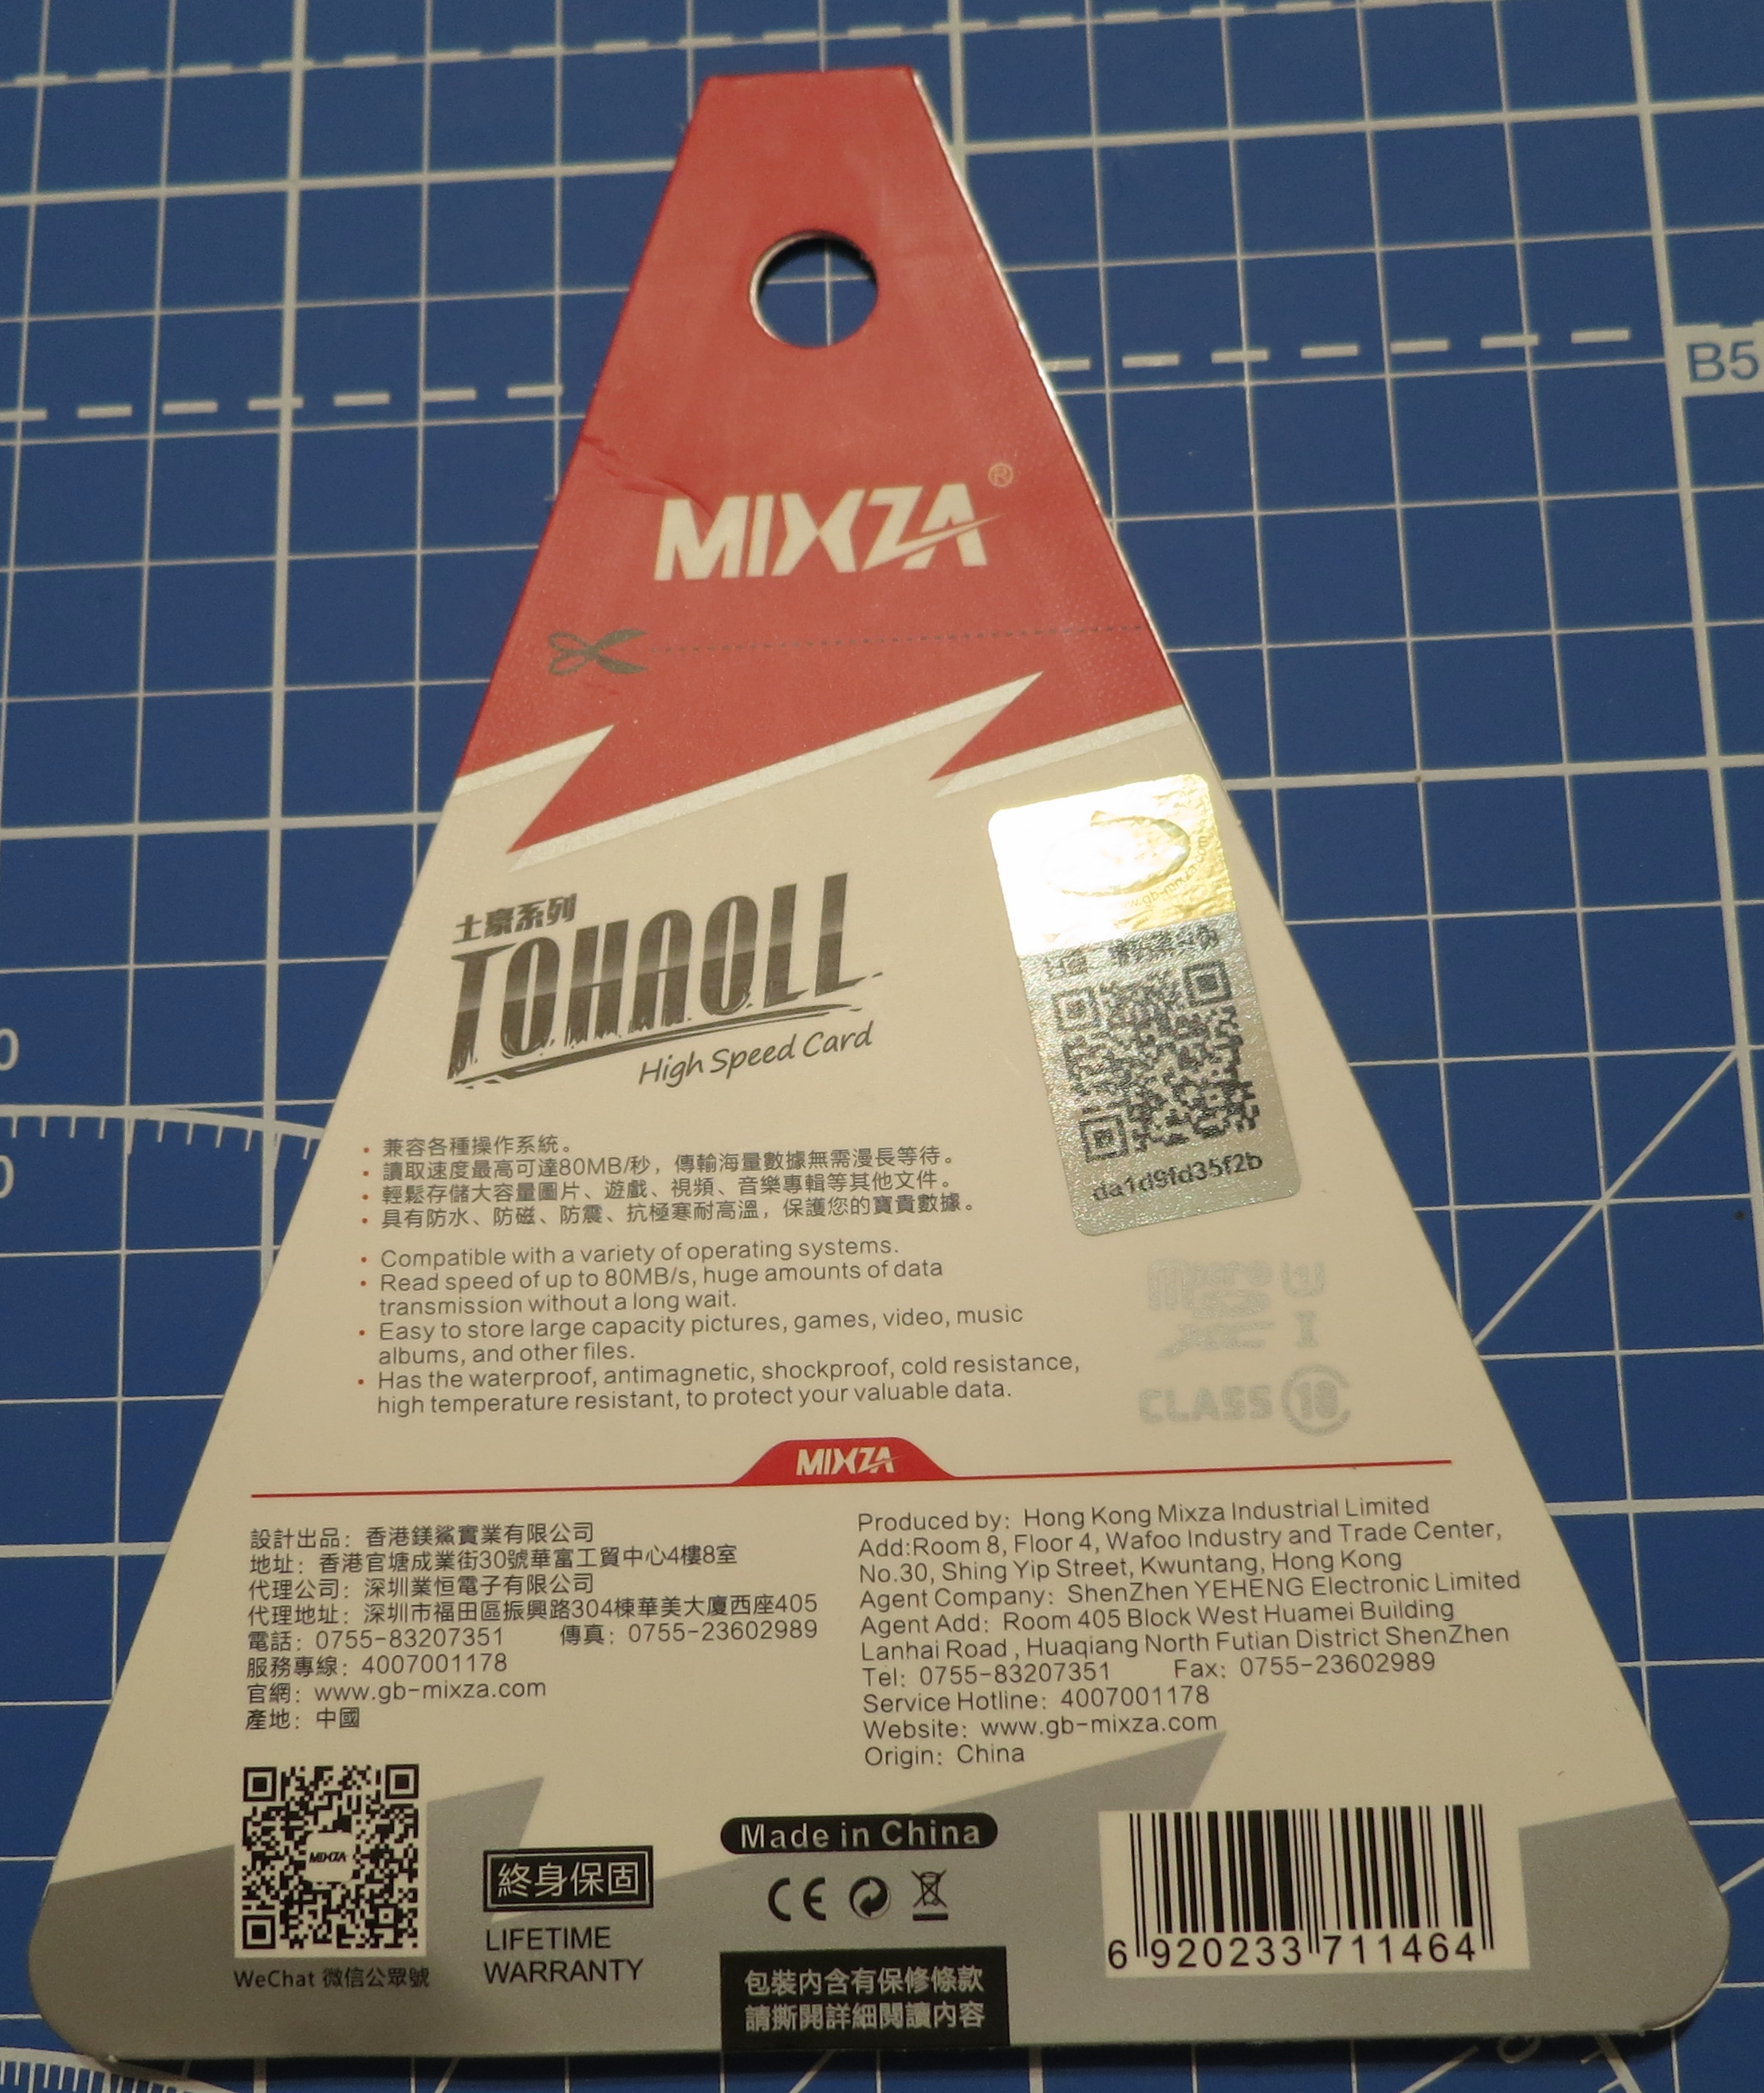 B5
MIXZA®
土豪系列
TOHAOLL
High Speed Card
da1d9fd35f2b
· 兼容各種操作系統。
· 讀取速度最高可達80MB/秒，傳輸海量數據無需漫長等待。
· 輕鬆存儲大容量圖片、遊戲、視頻、音樂專輯等其他文件。
· 具有防水、防磁、防震、抗極寒耐高溫，保護您的寶貴數據。
· Compatible with a variety of operating systems.
· Read speed of up to 80MB/s, huge amounts of data
transmission without a long wait.
· Easy to store large capacity pictures, games, video, music
albums, and other files.
· Has the waterproof, antimagnetic, shockproof, cold resistance,
high temperature resistant, to protect your valuable data.
Micro
I
CLASS 10
MIXZA
設計出品：香港鎂鯊實業有限公司
地址：香港官塘成業街30號華富工貿中心4樓8室
代理公司：深圳業恒電子有限公司
代理地址：深圳市福田區振興路304棟華美大廈西座405
電話：0755-83207351 傳真：0755-23602989
服務專線：4007001178
官網：www.gb-mixza.com
產地：中國
Produced by: Hong Kong Mixza Industrial Limited
Add:Room 8, Floor 4, Wafoo Industry and Trade Center,
No.30, Shing Yip Street, Kwuntang, Hong Kong
Agent Company: ShenZhen YEHENG Electronic Limited
Agent Add: Room 405 Block West Huamei Building
Lanhai Road , Huaqiang North Futian District ShenZhen
Tel: 0755-83207351 Fax: 0755-23602989
Service Hotline: 4007001178
Website: www.gb-mixza.com
Origin: China
MIXZA
WeChat 微信公眾號
終身保固
LIFETIME
WARRANTY
Made in China
CE
包裝內含有保修條款
請撕開詳細閱讀內容
6 920233 711464